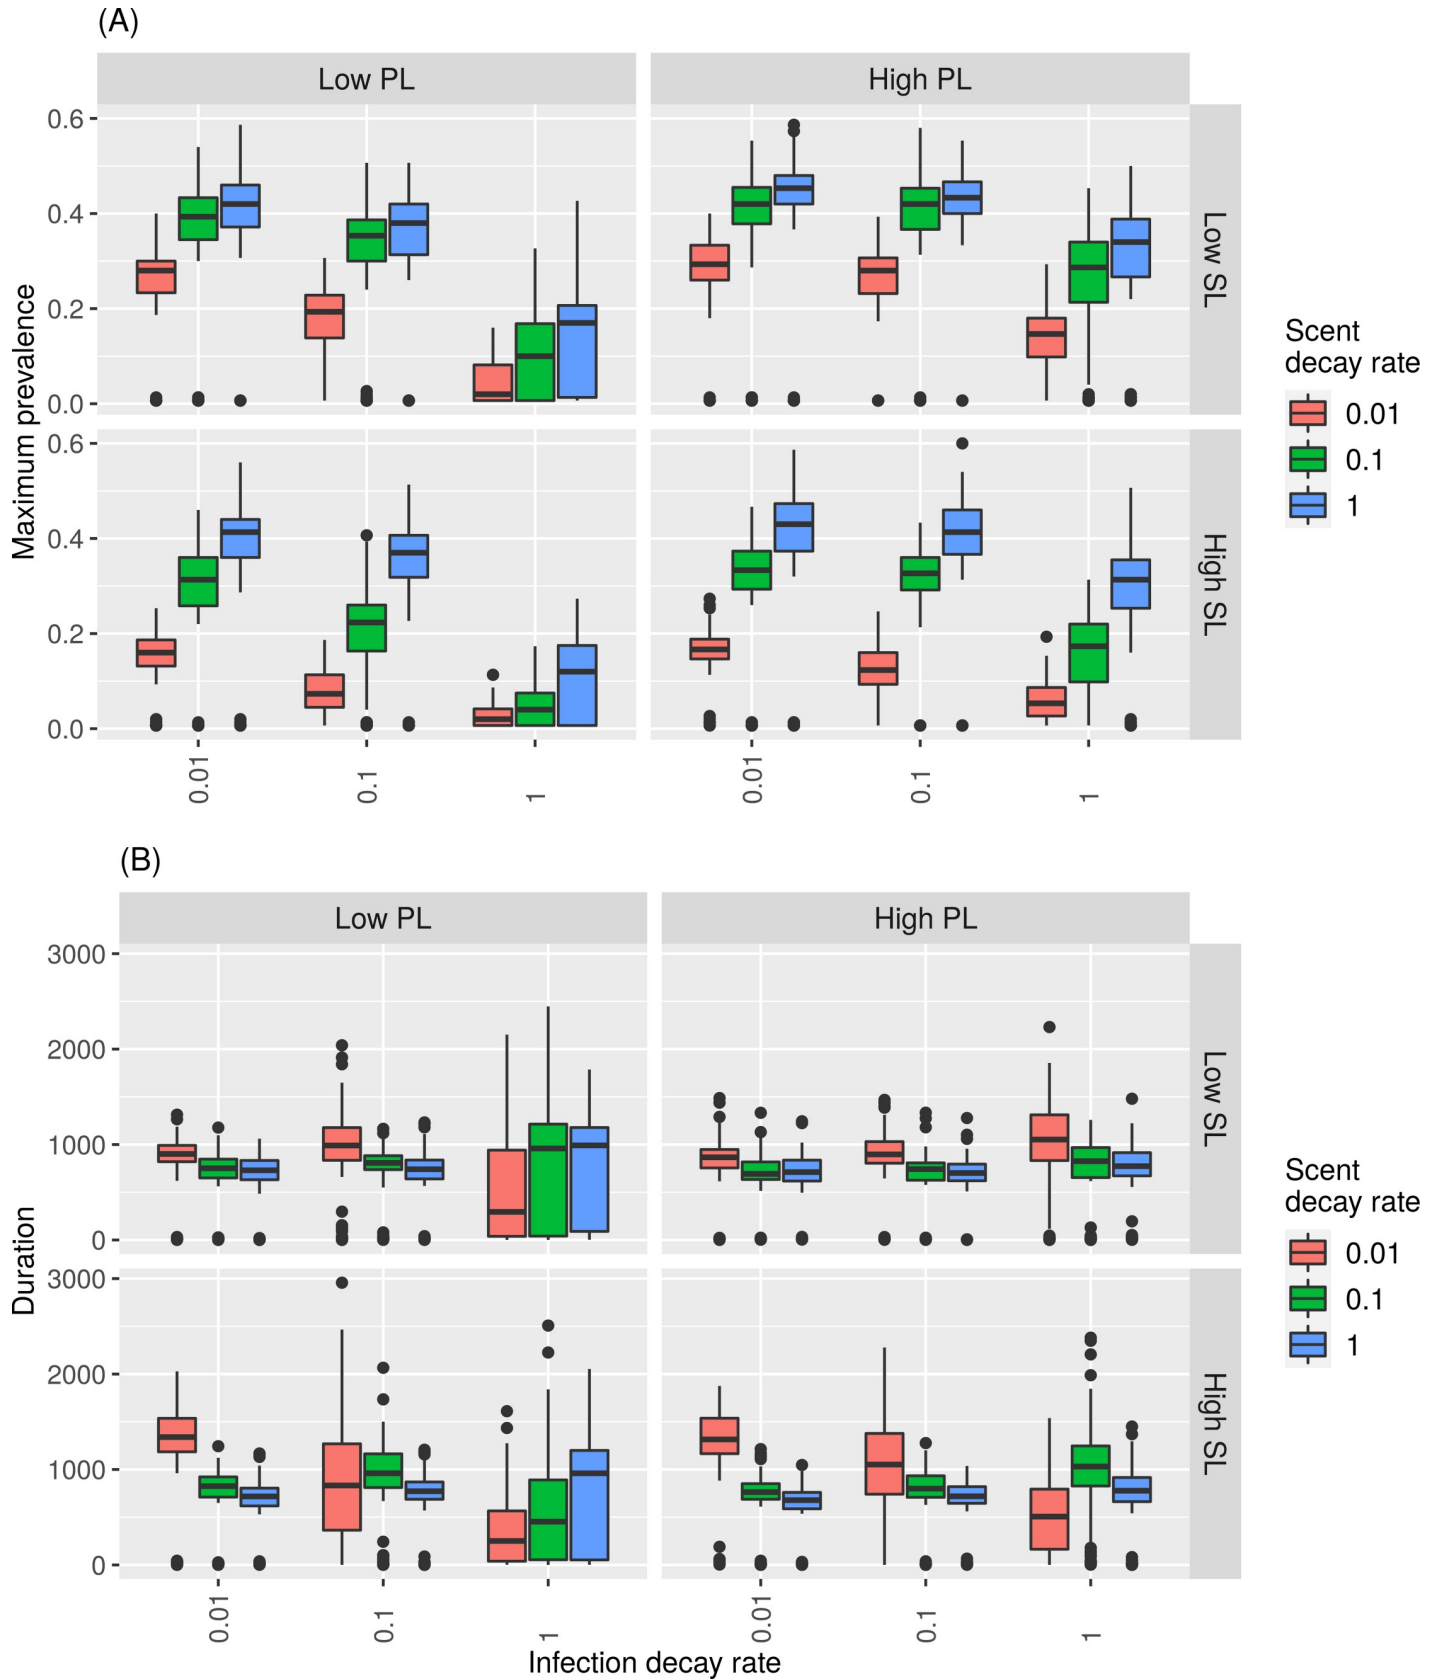 (A)
Low PL
High PL
0.6
0.4
0.2
0.0
Low SL
0.6
0.4
0.2
0.0
High SL
Maximum prevalence
0.01
0.1
1
0.01
0.1
1
Scent
decay rate
0.01
0.1
1
(B)
Low PL
High PL
3000
2000
1000
0
Low SL
3000
2000
1000
0
High SL
Duration
0.01
0.1
1
0.01
0.1
1
Infection decay rate
Scent
decay rate
0.01
0.1
1